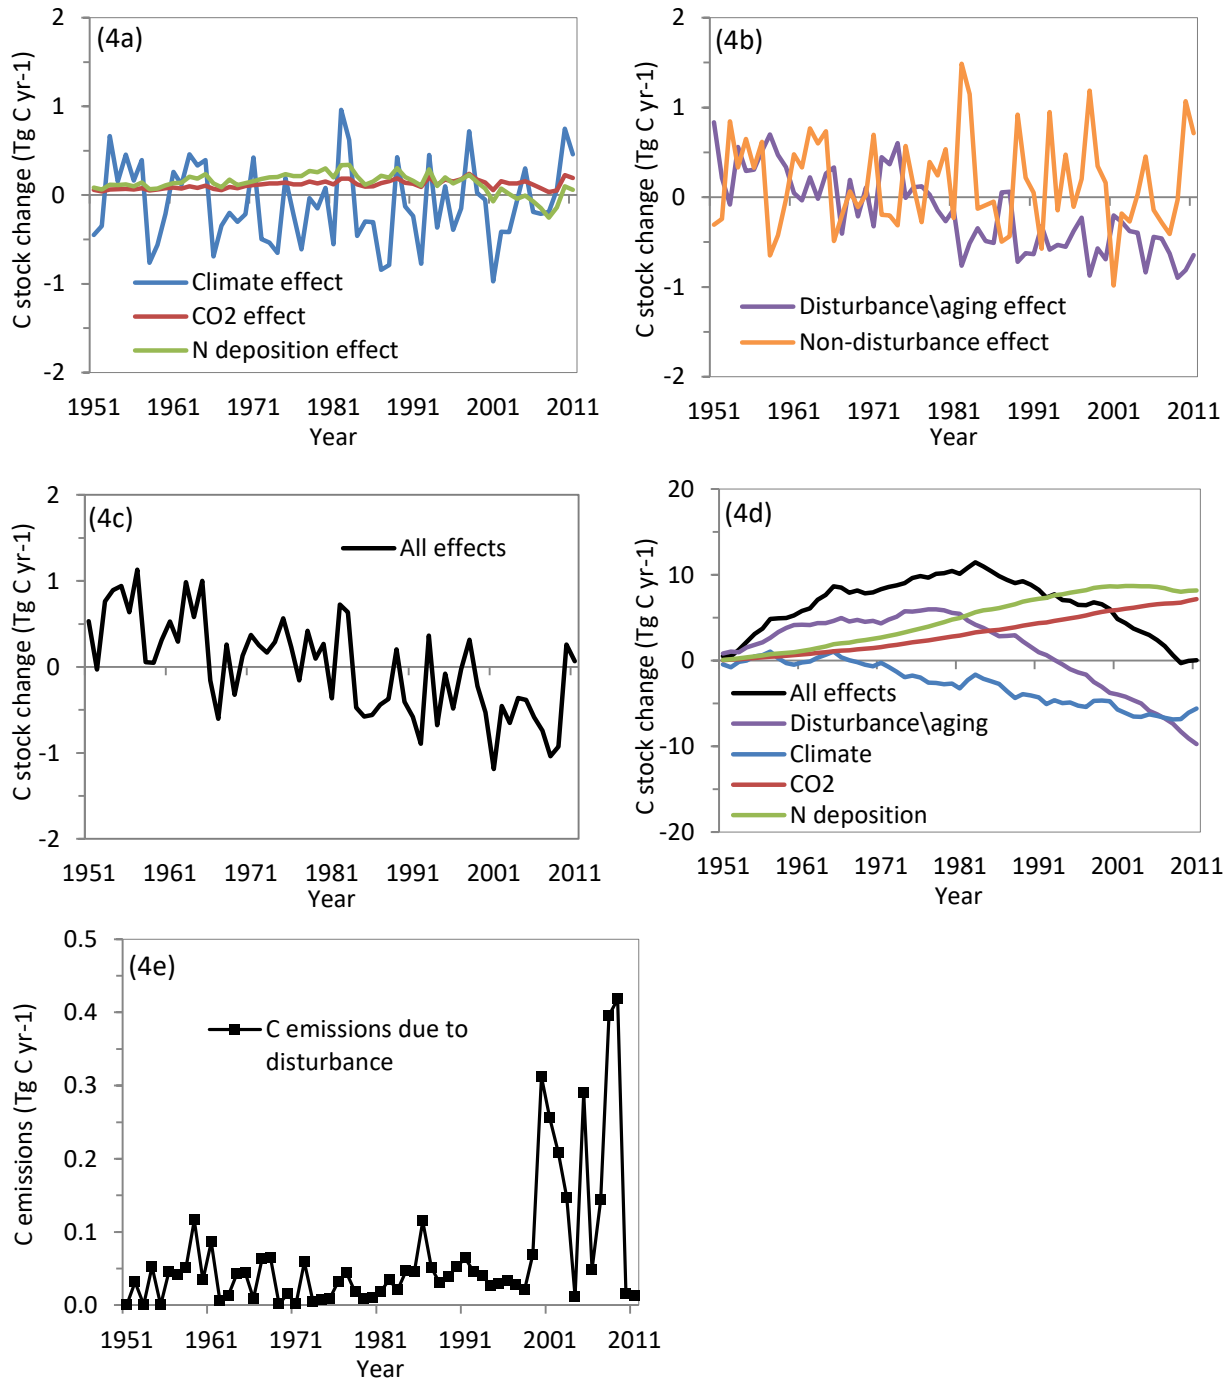 (4a)
C stock change (Tg C yr-1)
2
1
0
-1
-2
Climate effect
CO2 effect
N deposition effect
1951 1961 1971 1981 1991 2001 2011
Year
(4b)
C stock change (Tg C yr-1)
2
1
0
-1
-2
Disturbance\aging effect
Non-disturbance effect
1951 1961 1971 1981 1991 2001 2011
Year
(4c)
C stock change (Tg C yr-1)
2
1
0
-1
-2
All effects
1951 1961 1971 1981 1991 2001 2011
Year
(4d)
C stock change (Tg C yr-1)
20
10
0
-10
-20
All effects
Disturbance\aging
Climate
CO2
N deposition
1951 1961 1971 1981 1991 2001 2011
Year
(4e)
C emissions (Tg C yr-1)
0.5
0.4
0.3
0.2
0.1
0.0
C emissions due to
disturbance
1951 1961 1971 1981 1991 2001 2011
Year